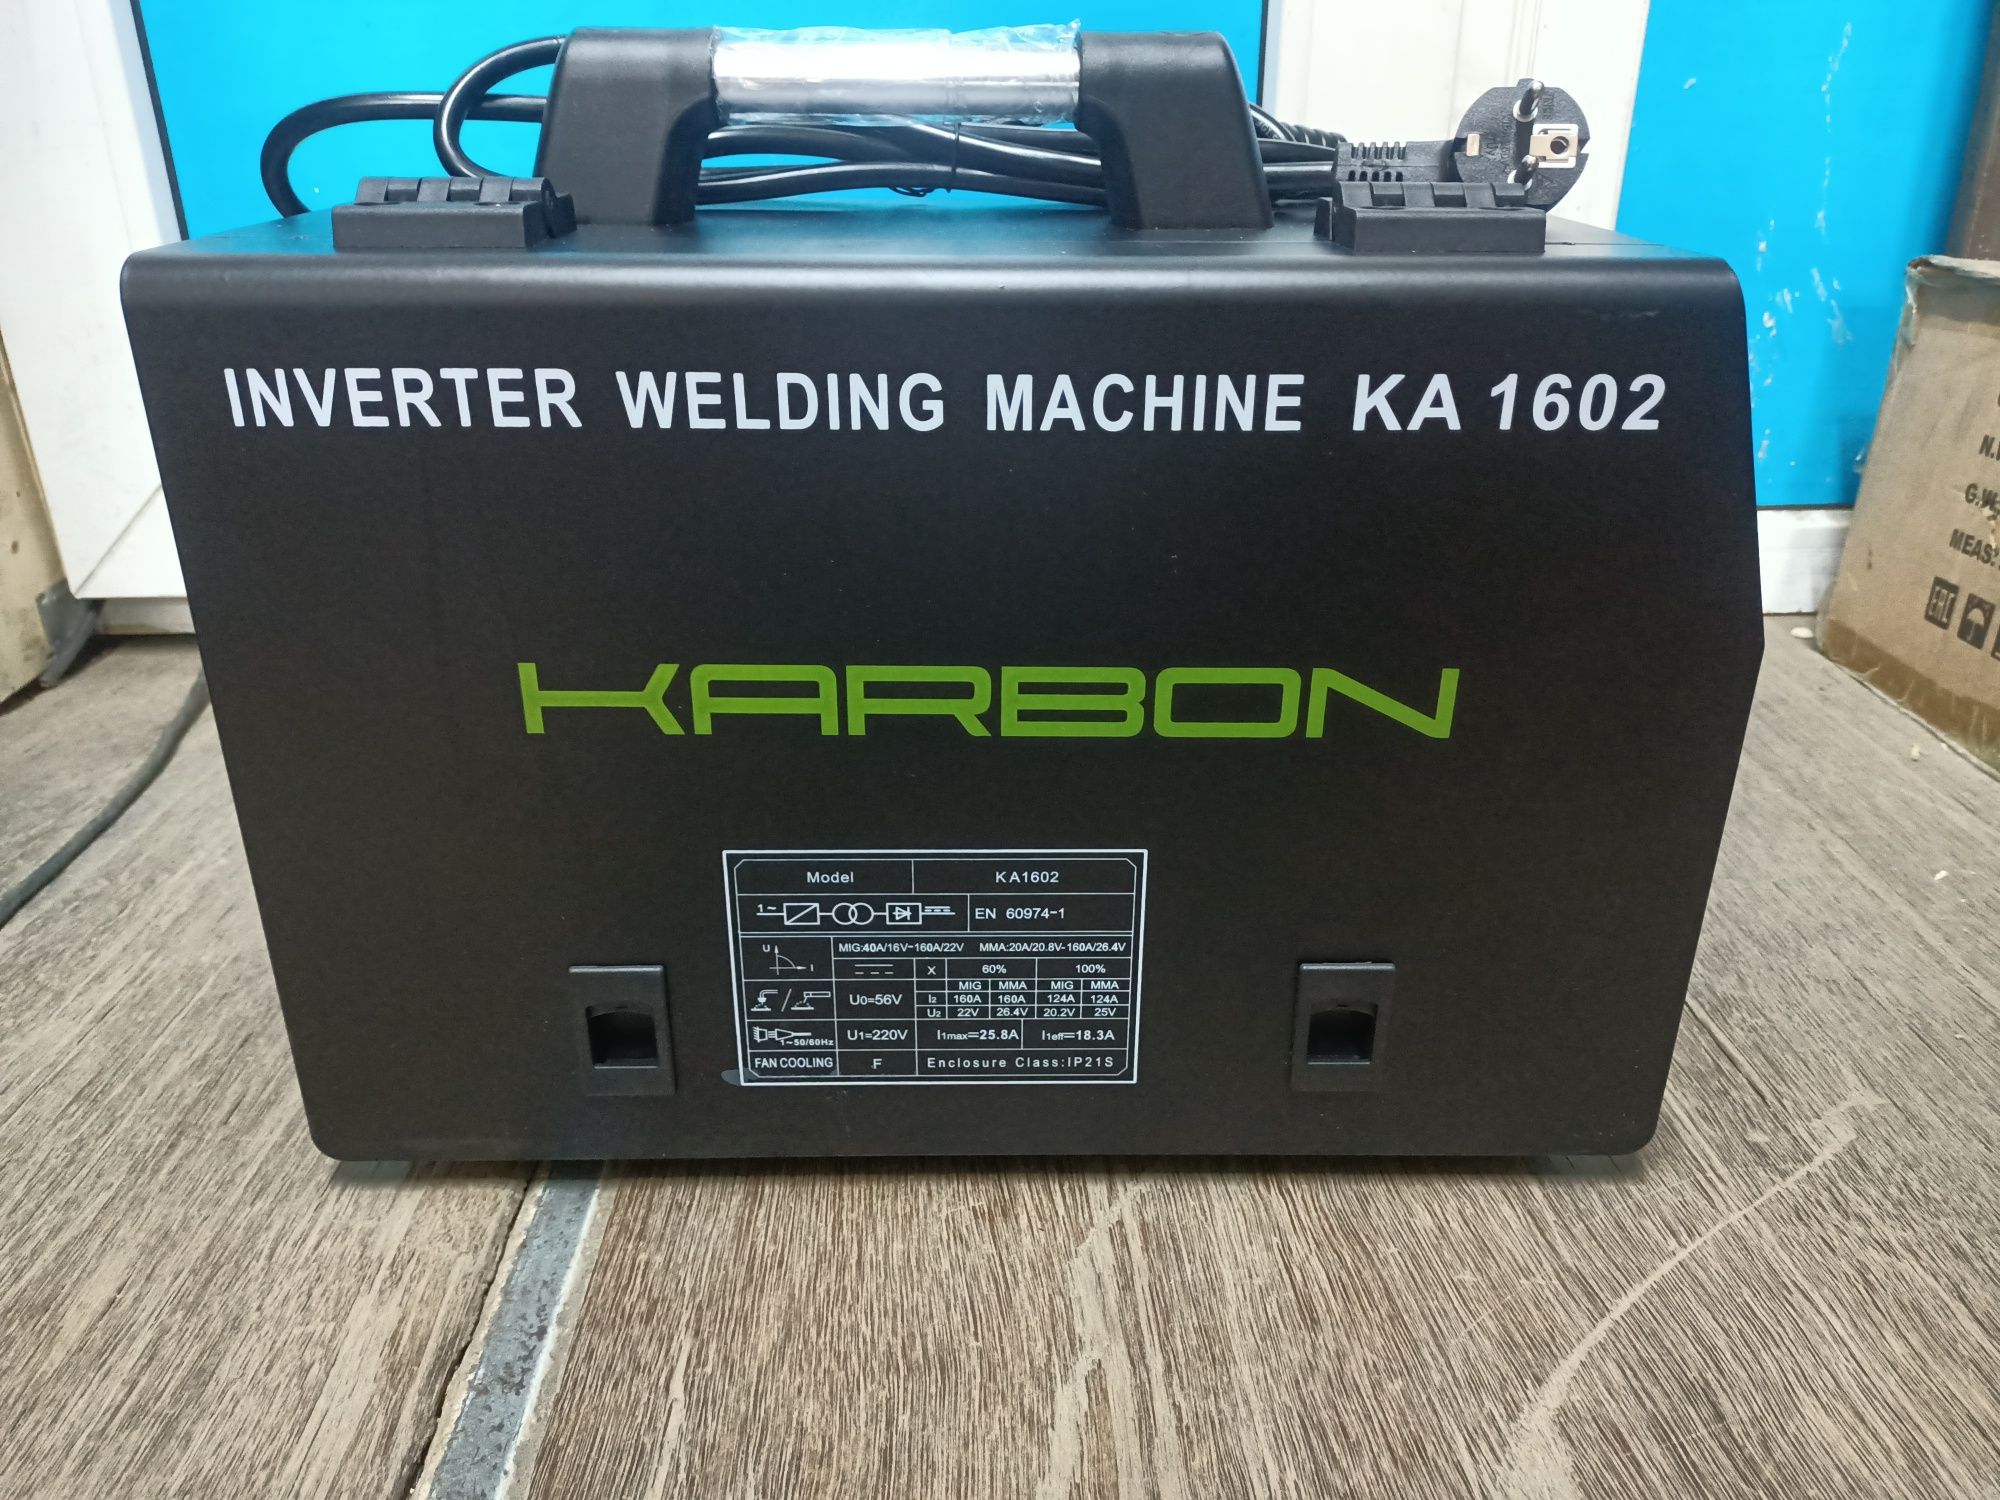 INVERTER WELDING MACHINE KA 1602
KARBON
Model KA1602
1~ EN 60974-1
U I MIG:40A/16V-160A/22V MMA:20A/20.8V-160A/26.4V
X 60% 100%
MIG MMA MIG MMA
U0=56V I2 160A 160A 124A 124A
U2 22V 26.4V 20.2V 25V
1~50/60Hz U1=220V I1max=25.8A I1eff=18.3A
FAN COOLING F Enclosure Class:IP21S
MEAS:
EAC